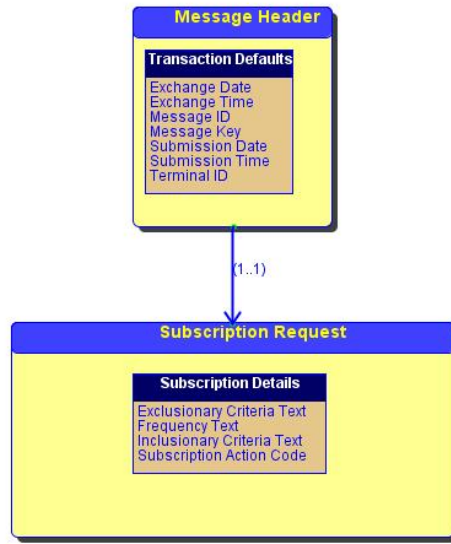 Message Header
Transaction Defaults
Exchange Date
Exchange Time
Message ID
Message Key
Submission Date
Submission Time
Terminal ID
(1..1)
Subscription Request
Subscription Details
Exclusionary Criteria Text
Frequency Text
Inclusionary Criteria Text
Subscription Action Code